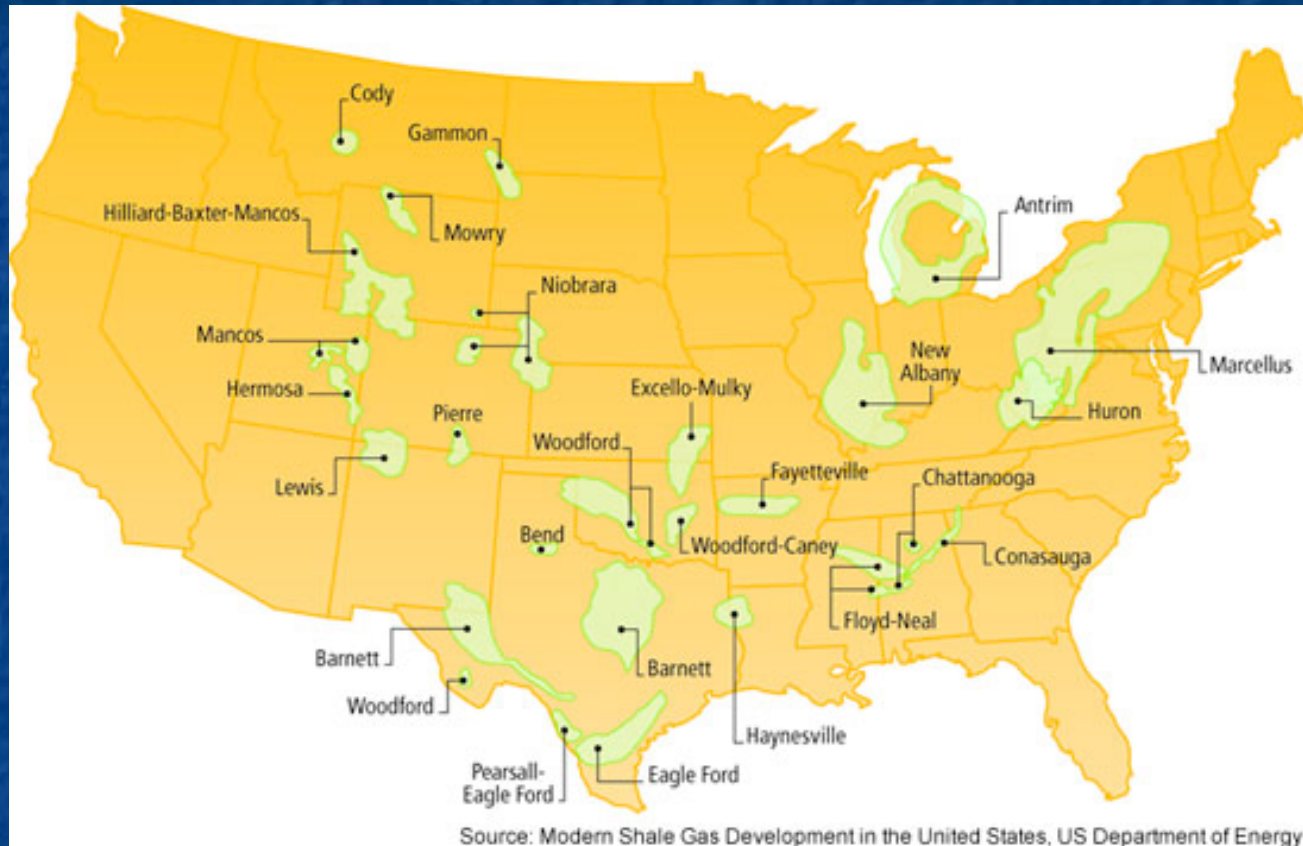 Cody
Gammon
Antrim
Hilliard-Baxter-Mancos
Mowry
Niobrara
Mancos
New
Albany
Marcellus
Hermosa
Excello-Mulky
Huron
Pierre
Woodford
Fayetteville
Chattanooga
Lewis
Bend
Woodford-Caney
Conasauga
Floyd-Neal
Barnett
Barnett
Woodford
Haynesville
Pearsall-
Eagle Ford
Eagle Ford
Source: Modern Shale Gas Development in the United States, US Department of Energy